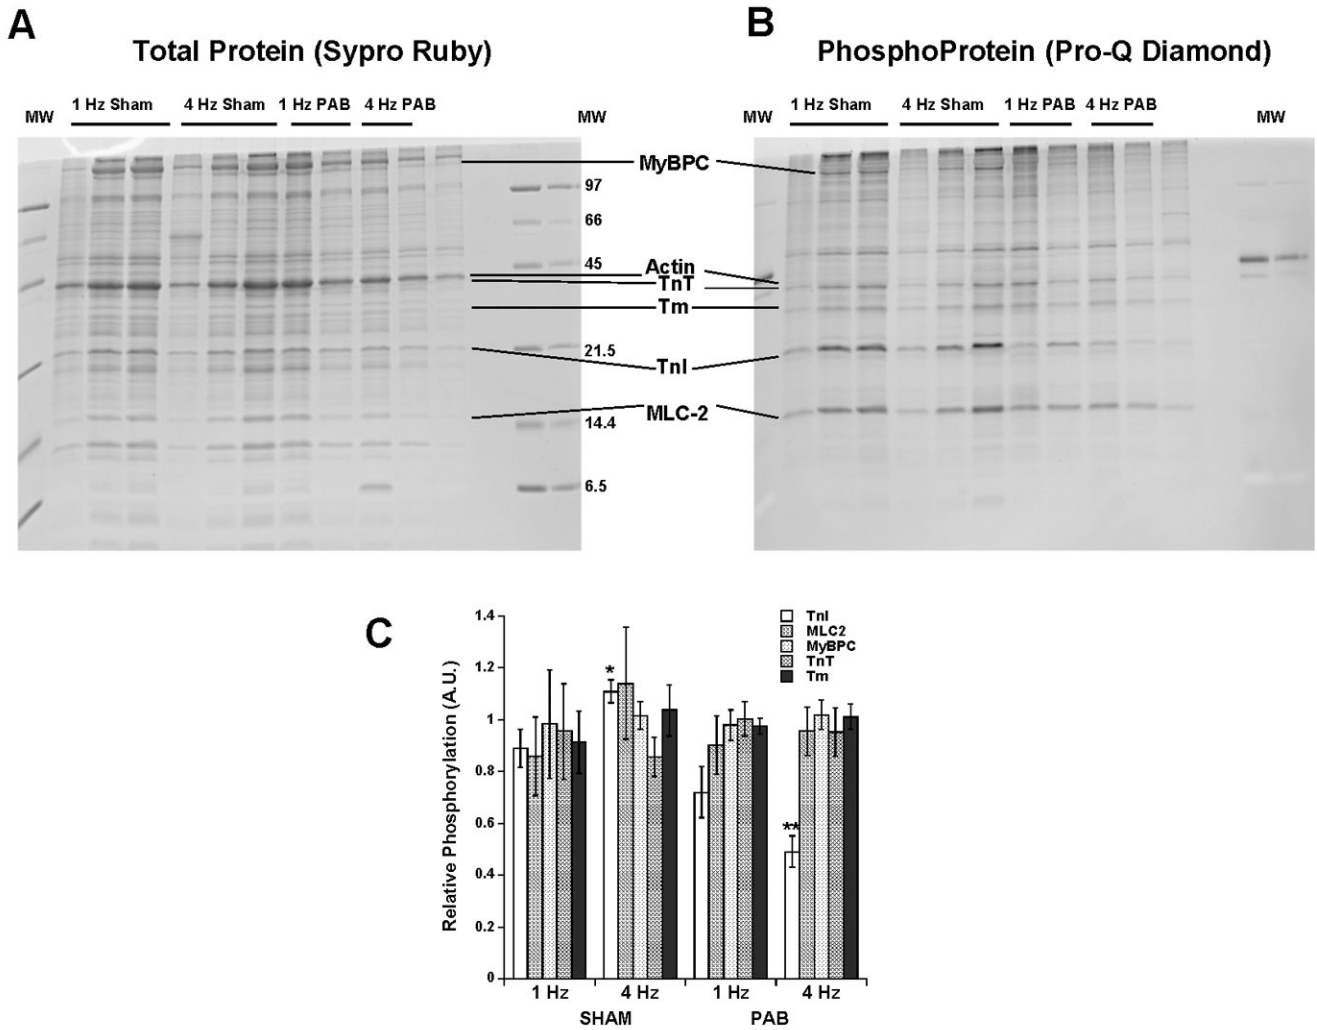 A
Total Protein (Sypro Ruby)
MW
1 Hz Sham
4 Hz Sham
1 Hz PAB
4 Hz PAB
MW
97
66
45
21.5
14.4
6.5
MyBPC
Actin
TnT
Tm
TnI
MLC-2
B
PhosphoProtein (Pro-Q Diamond)
MW
1 Hz Sham
4 Hz Sham
1 Hz PAB
4 Hz PAB
MW
C
Relative Phosphorylation (A.U.)
1.4
1.2
1
0.8
0.6
0.4
0.2
0
*
**
TnI
MLC2
MyBPC
TnT
Tm
1 Hz
4 Hz
1 Hz
4 Hz
SHAM
PAB